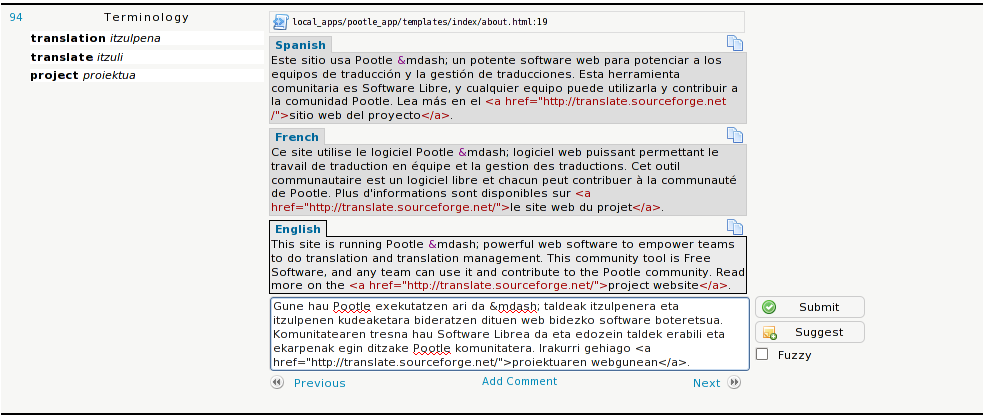 94
Terminology
translation itzulpena
translate itzuli
project proiektua
local_apps/pootle_app/templates/index/about.html:19
Spanish
Este sitio usa Pootle &mdash; un potente software web para potenciar a los
equipos de traducción y la gestión de traducciones. Esta herramienta
comunitaria es Software Libre, y cualquier equipo puede utilizarla y contribuir a
la comunidad Pootle. Lea más en el <a href="http://translate.sourceforge.net
/">sitio web del proyecto</a>.
French
Ce site utilise le logiciel Pootle &mdash; logiciel web puissant permettant le
travail de traduction en équipe et la gestion des traductions. Cet outil
communautaire est un logiciel libre et chacun peut contribuer à la communauté
de Pootle. Plus d'informations sont disponibles sur <a
href="http://translate.sourceforge.net/">le site web du projet</a>.
English
This site is running Pootle &mdash; powerful web software to empower teams
to do translation and translation management. This community tool is Free
Software, and any team can use it and contribute to the Pootle community. Read
more on the <a href="http://translate.sourceforge.net/">project website</a>.
Gune hau Pootle exekutatzen ari da &mdash; taldeak itzulpenera eta
itzulpenen kudeaketara bideratzen dituen web bidezko software boteretsua.
Komunitatearen tresna hau Software Librea da eta edozein taldek erabili eta
ekarpenak egin ditzake Pootle komunitatera. Irakurri gehiago <a
href="http://translate.sourceforge.net/">proiektuaren webgunean</a>.
Submit
Suggest
Fuzzy
Previous
Add Comment
Next